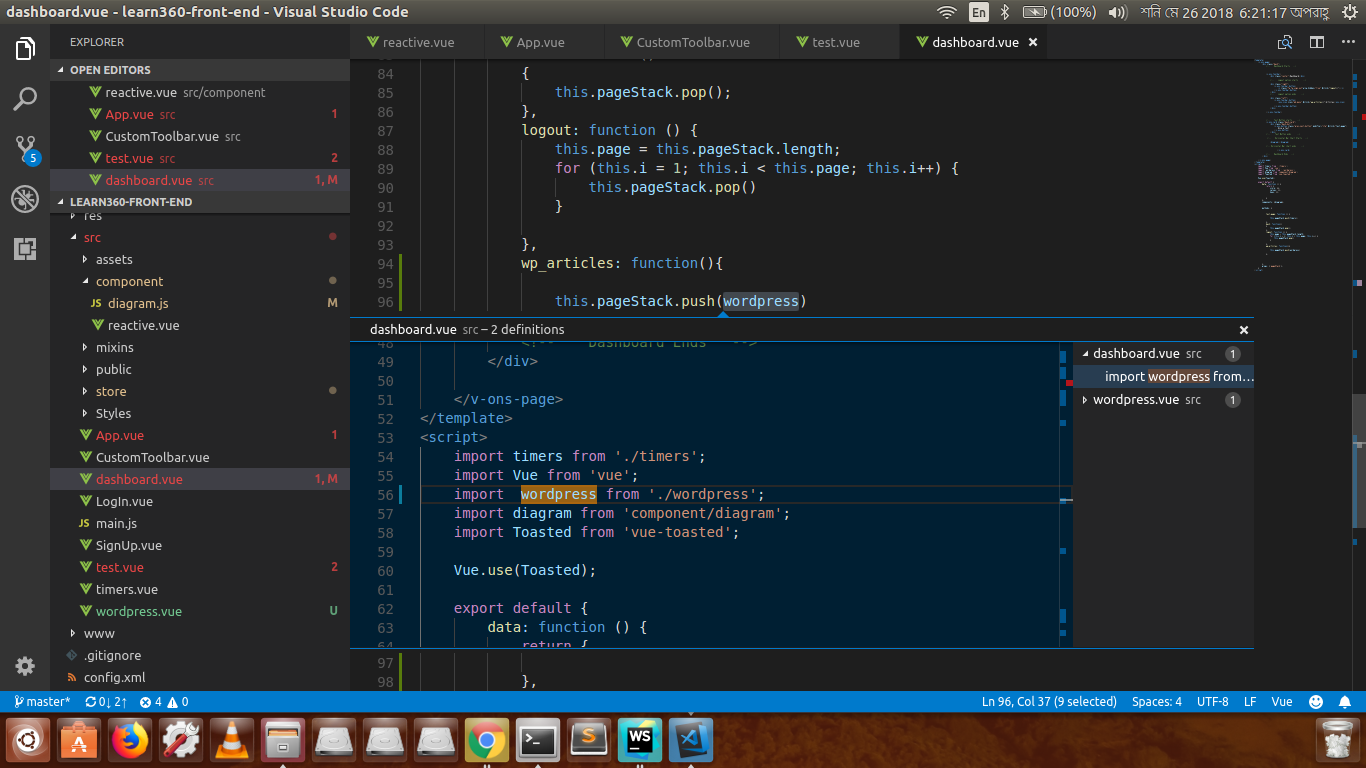 dashboard.vue - learn360-front-end - Visual Studio Code
En
(100%)
শনি মে 26 2018 6:21:17 অপরাহ্ণ
EXPLORER
OPEN EDITORS
reactive.vue src/component
App.vue src 1
CustomToolbar.vue src
test.vue src 2
dashboard.vue src 1, M
LEARN360-FRONT-END
res
src
assets
component
JS diagram.js M
reactive.vue
mixins
public
store
Styles
App.vue 1
CustomToolbar.vue
dashboard.vue 1, M
LogIn.vue
JS main.js
SignUp.vue
test.vue 2
timers.vue
wordpress.vue U
www
.gitignore
config.xml
5
reactive.vue
App.vue
CustomToolbar.vue
test.vue
dashboard.vue ×
84 {
85 this.pageStack.pop();
86 },
87 logout: function () {
88 this.page = this.pageStack.length;
89 for (this.i = 1; this.i < this.page; this.i++) {
90 this.pageStack.pop()
91 }
92
93 },
94 wp_articles: function(){
95
96 this.pageStack.push(wordpress)
dashboard.vue src – 2 definitions ×
48 <!-- Dashboard Ends -->
49 </div>
50
51 </v-ons-page>
52 </template>
53 <script>
54 import timers from './timers';
55 import Vue from 'vue';
56 import  wordpress from './wordpress';
57 import diagram from 'component/diagram';
58 import Toasted from 'vue-toasted';
59
60 Vue.use(Toasted);
61
62 export default {
63 data: function () {
64 return {
dashboard.vue src 1
import wordpress from…
wordpress.vue src 1
97
98 },
master* 0↓ 2↑ 4 0
Ln 96, Col 37 (9 selected) Spaces: 4 UTF-8 LF Vue
A
S
WS